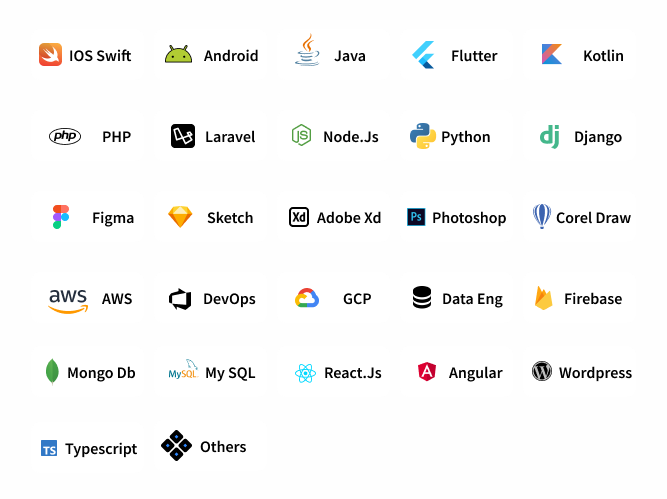 IOS Swift
Android
Java
Flutter
Kotlin
php PHP
Laravel
JS Node.Js
Python
dj Django
Figma
Sketch
Xd Adobe Xd
Ps Photoshop
Corel Draw
aws AWS
DevOps
GCP
Data Eng
Firebase
Mongo Db
MySQL My SQL
React.Js
A Angular
W Wordpress
TS Typescript
Others